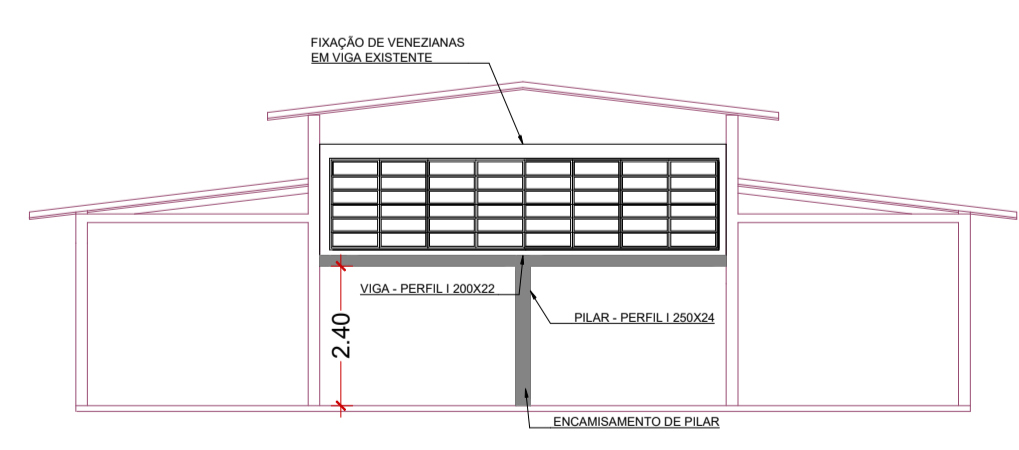 FIXAÇÃO DE VENEZIANAS
EM VIGA EXISTENTE
VIGA - PERFIL I 200X22
PILAR - PERFIL I 250X24
2.40
ENCAMISAMENTO DE PILAR